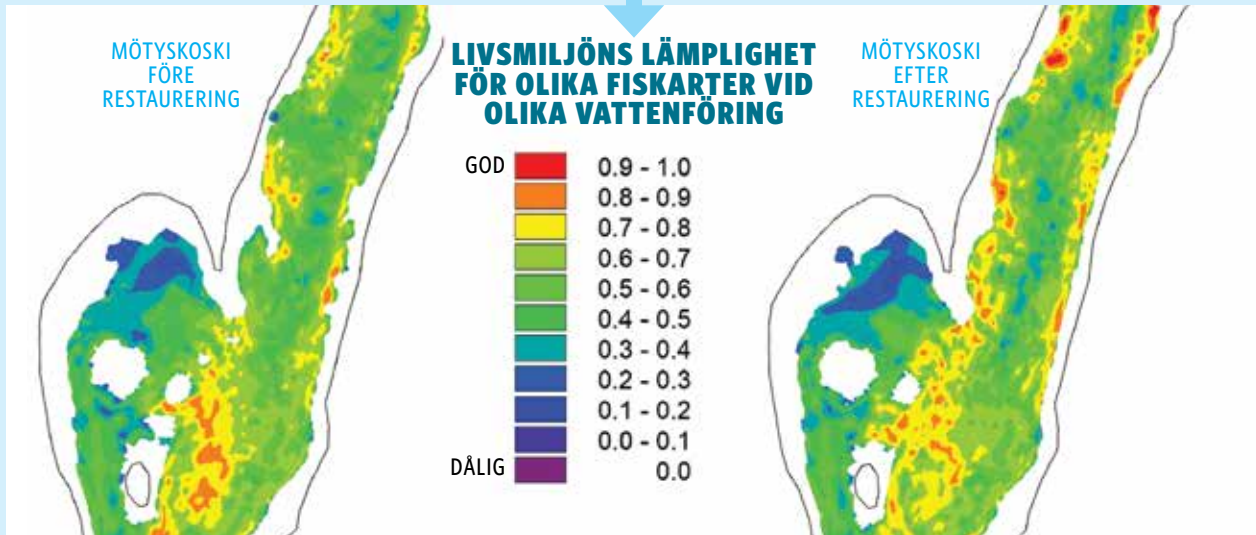 MÖTYSKOSKI
FÖRE
RESTAURERING
LIVSMILJÖNS LÄMPLIGHET
FÖR OLIKA FISKARTER VID
OLIKA VATTENFÖRING
MÖTYSKOSKI
EFTER
RESTAURERING
GOD 0.9 - 1.0
0.8 - 0.9
0.7 - 0.8
0.6 - 0.7
0.5 - 0.6
0.4 - 0.5
0.3 - 0.4
0.2 - 0.3
0.1 - 0.2
0.0 - 0.1
DÅLIG 0.0